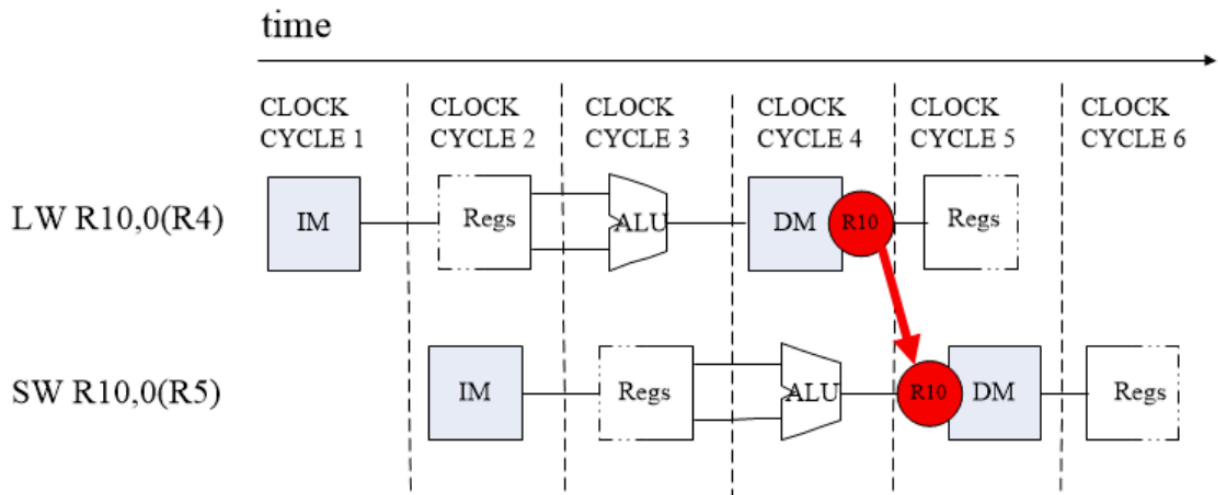 time
CLOCK CYCLE 1
CLOCK CYCLE 2
CLOCK CYCLE 3
CLOCK CYCLE 4
CLOCK CYCLE 5
CLOCK CYCLE 6
LW R10,0(R4)
IM
Regs
ALU
DM
R10
Regs
SW R10,0(R5)
IM
Regs
ALU
R10
DM
Regs